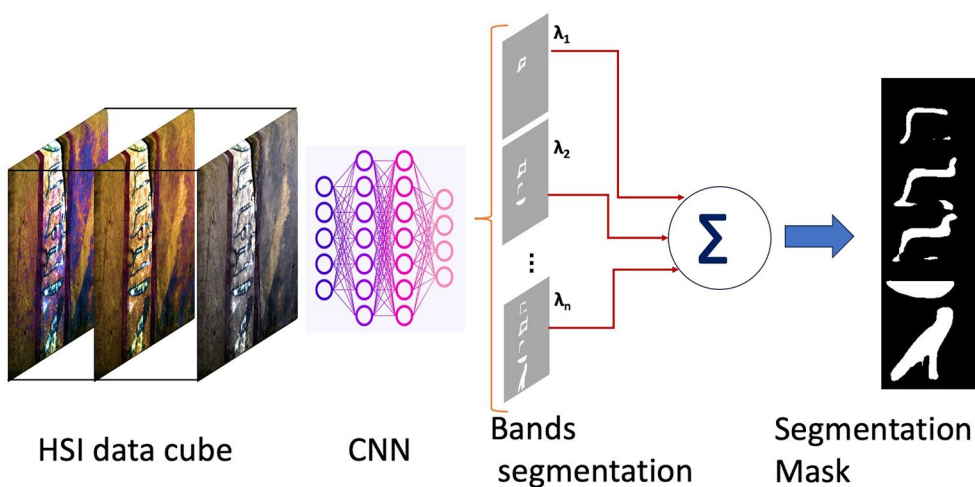 λ1
λ2
...
λn
Σ
HSI data cube
CNN
Bands
segmentation
Segmentation
Mask